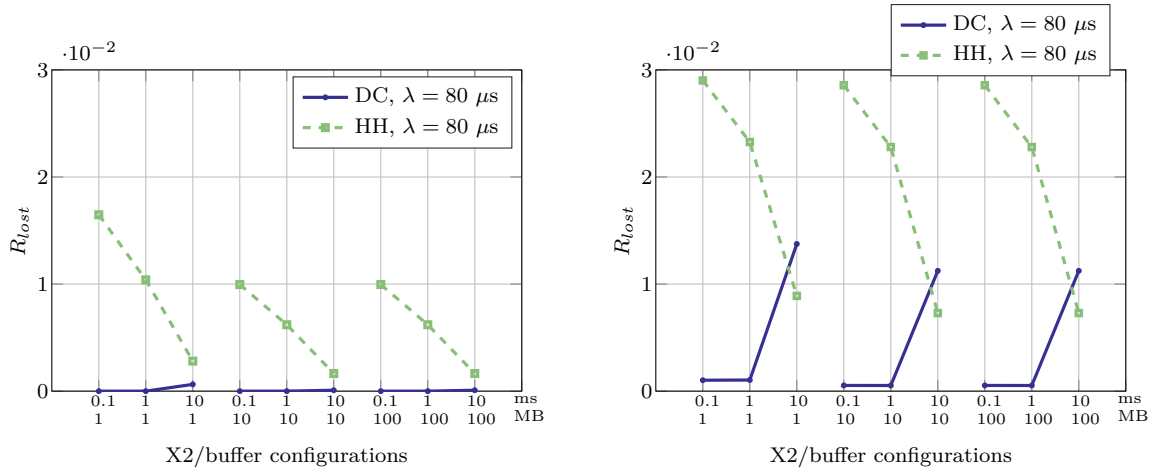 ·10−2
3
2
1
0
R_lost
DC, λ = 80 μs
HH, λ = 80 μs
0.1 1 10 0.1 1 10 0.1 1 10 ms
1 1 1 10 10 10 100 100 100 MB
X2/buffer configurations
·10−2
3
2
1
0
R_lost
DC, λ = 80 μs
HH, λ = 80 μs
0.1 1 10 0.1 1 10 0.1 1 10 ms
1 1 1 10 10 10 100 100 100 MB
X2/buffer configurations